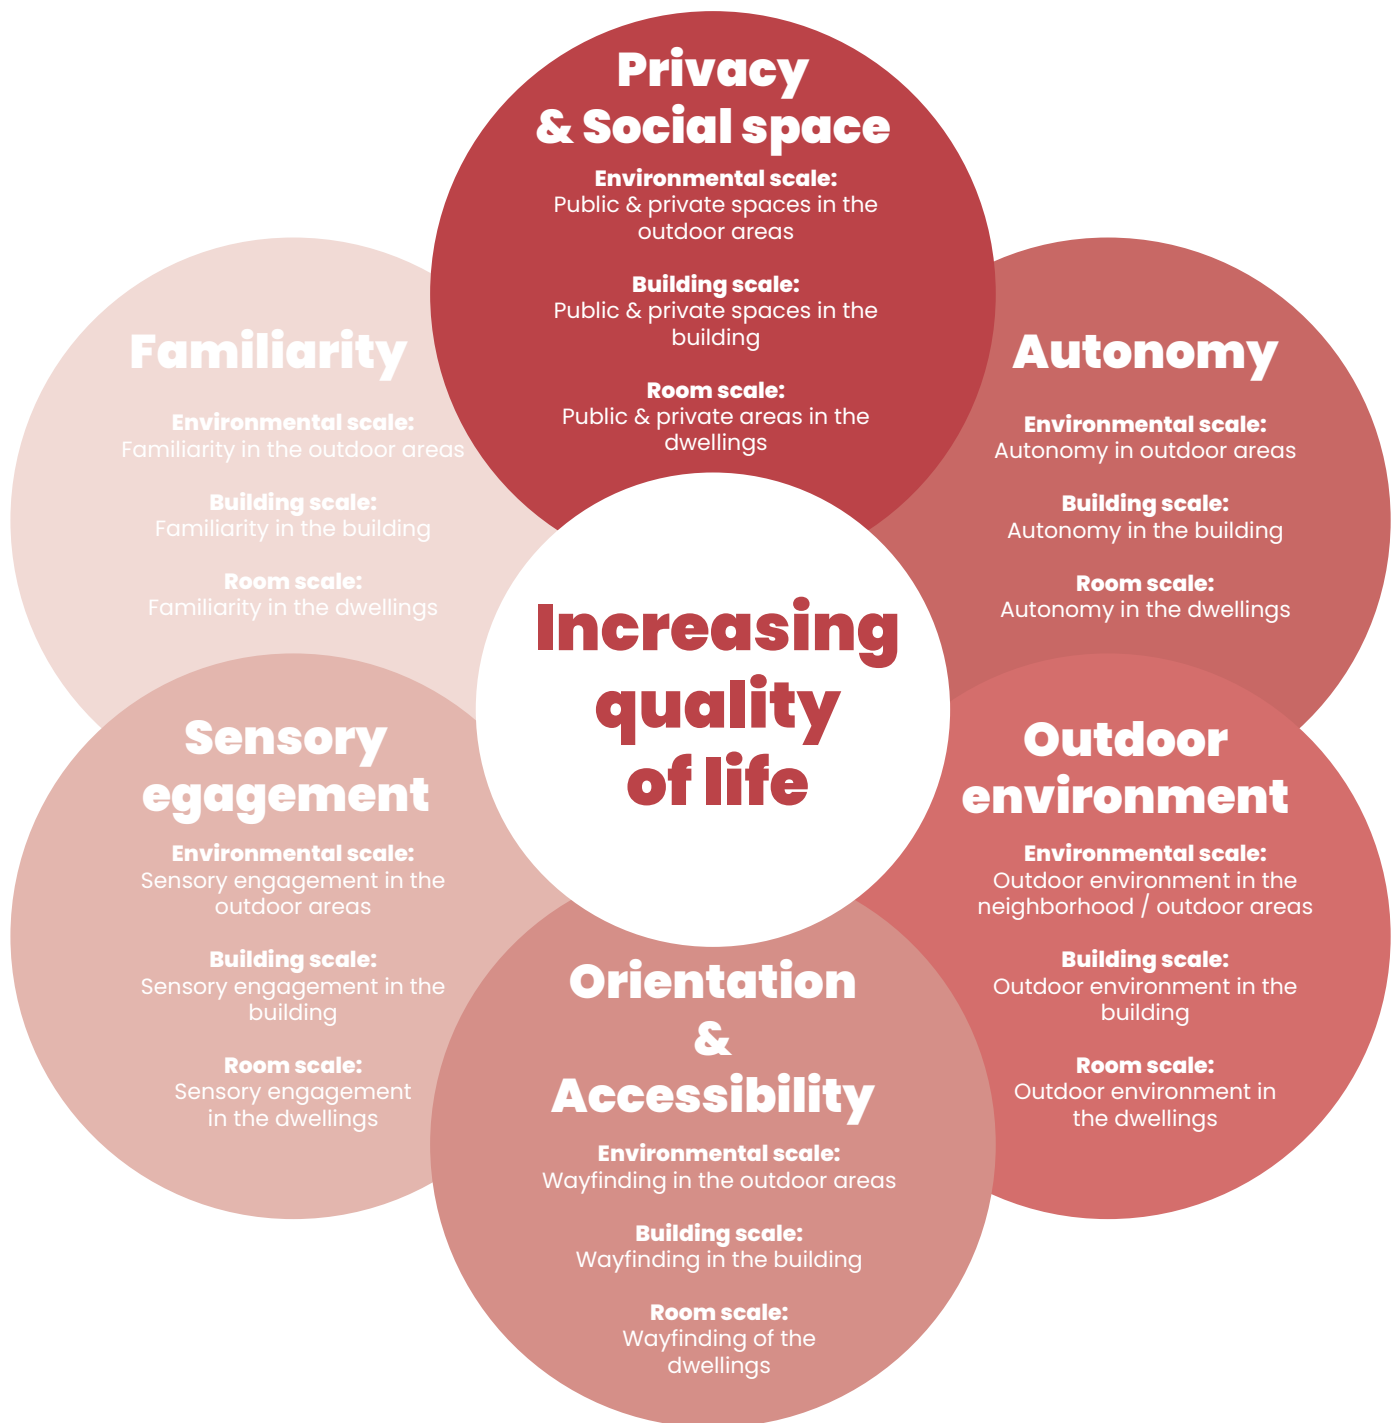 Privacy
& Social space
Environmental scale:
Public & private spaces in the
outdoor areas
Building scale:
Public & private spaces in the
building
Room scale:
Public & private areas in the
dwellings
Familiarity
Environmental scale:
Familiarity in the outdoor areas
Building scale:
Familiarity in the building
Room scale:
Familiarity in the dwellings
Autonomy
Environmental scale:
Autonomy in outdoor areas
Building scale:
Autonomy in the building
Room scale:
Autonomy in the dwellings
Increasing
quality
of life
Sensory
egagement
Environmental scale:
Sensory engagement in the
outdoor areas
Building scale:
Sensory engagement in the
building
Room scale:
Sensory engagement
in the dwellings
Outdoor
environment
Environmental scale:
Outdoor environment in the
neighborhood / outdoor areas
Building scale:
Outdoor environment in the
building
Room scale:
Outdoor environment in
the dwellings
Orientation
&
Accessibility
Environmental scale:
Wayfinding in the outdoor areas
Building scale:
Wayfinding in the building
Room scale:
Wayfinding of the
dwellings